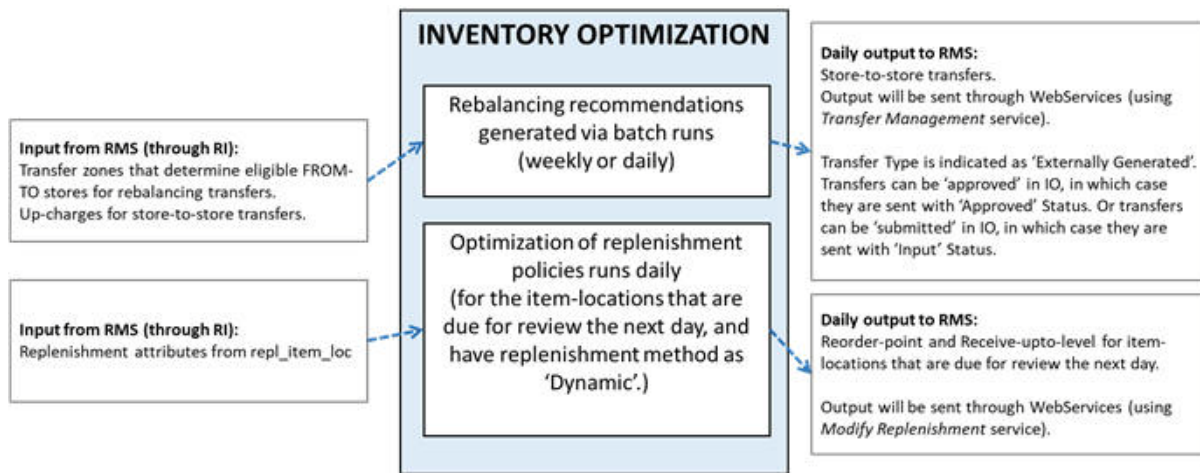 INVENTORY OPTIMIZATION
Input from RMS (through RI):
Transfer zones that determine eligible FROM-
TO stores for rebalancing transfers.
Up-charges for store-to-store transfers.
Input from RMS (through RI):
Replenishment attributes from repl_item_loc
Rebalancing recommendations
generated via batch runs
(weekly or daily)
Optimization of replenishment
policies runs daily
(for the item-locations that are
due for review the next day, and
have replenishment method as
‘Dynamic’.)
Daily output to RMS:
Store-to-store transfers.
Output will be sent through WebServices (using
Transfer Management service).
Transfer Type is indicated as ‘Externally Generated’.
Transfers can be ‘approved’ in IO, in which case
they are sent with ‘Approved’ Status. Or transfers
can be ‘submitted’ in IO, in which case they are
sent with ‘Input’ Status.
Daily output to RMS:
Reorder-point and Receive-upto-level for item-
locations that are due for review the next day.
Output will be sent through WebServices (using
Modify Replenishment service).